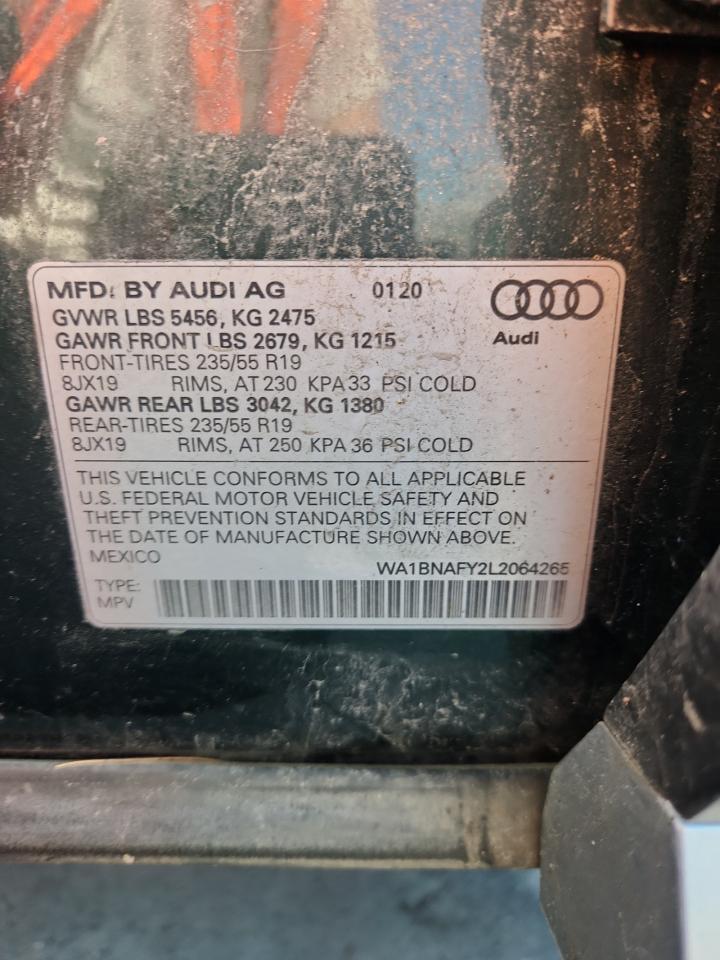 MFD. BY AUDI AG 0120
GVWR LBS 5456, KG 2475
GAWR FRONT LBS 2679, KG 1215
Audi
FRONT-TIRES 235/55 R19
8JX19 RIMS, AT 230 KPA 33 PSI COLD
GAWR REAR LBS 3042, KG 1380
REAR-TIRES 235/55 R19
8JX19 RIMS, AT 250 KPA 36 PSI COLD
THIS VEHICLE CONFORMS TO ALL APPLICABLE
U.S. FEDERAL MOTOR VEHICLE SAFETY AND
THEFT PREVENTION STANDARDS IN EFFECT ON
THE DATE OF MANUFACTURE SHOWN ABOVE.
MEXICO
WA1BNAFY2L2064265
TYPE:
MPV